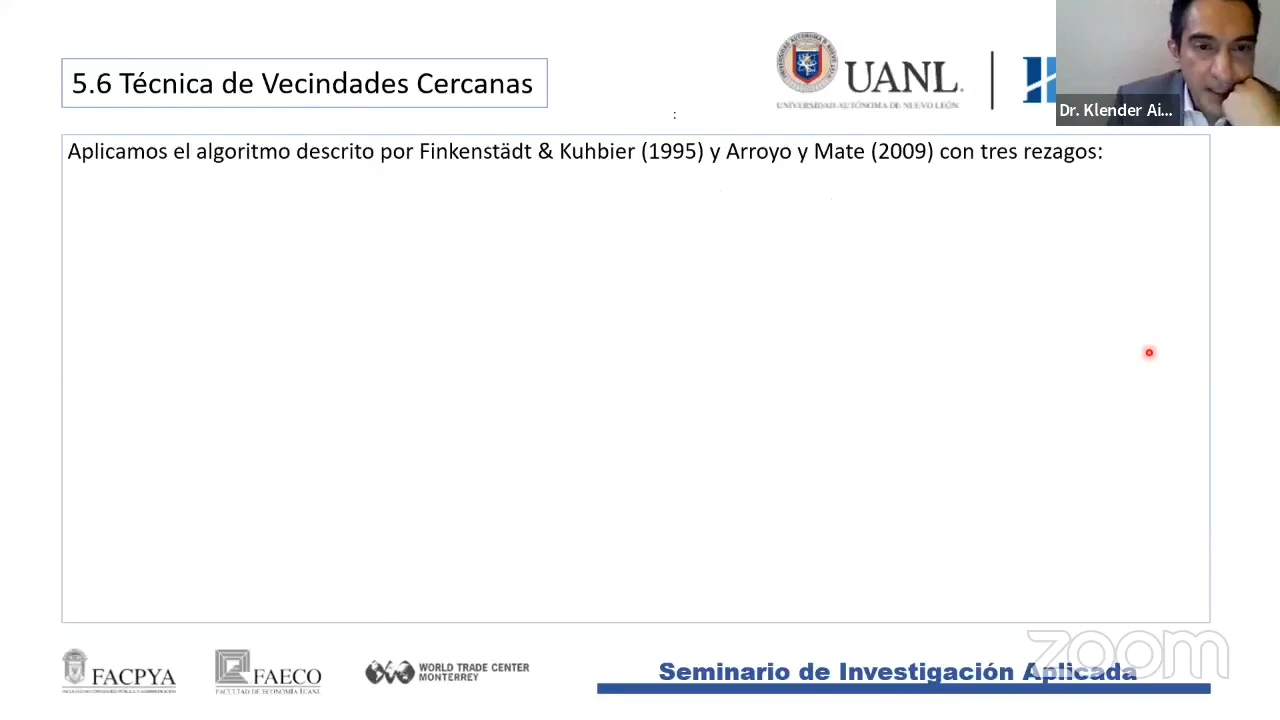 5.6 Técnica de Vecindades Cercanas
UANL.
UNIVERSIDAD AUTÓNOMA DE NUEVO LEÓN
Dr. Klender Ai...
:
Aplicamos el algoritmo descrito por Finkenstädt & Kuhbier (1995) y Arroyo y Mate (2009) con tres rezagos:
FACPYA
FAECO
FACULTAD DE ECONOMÍA UANL
WORLD TRADE CENTER
MONTERREY
Seminario de Investigación Aplicada
zoom